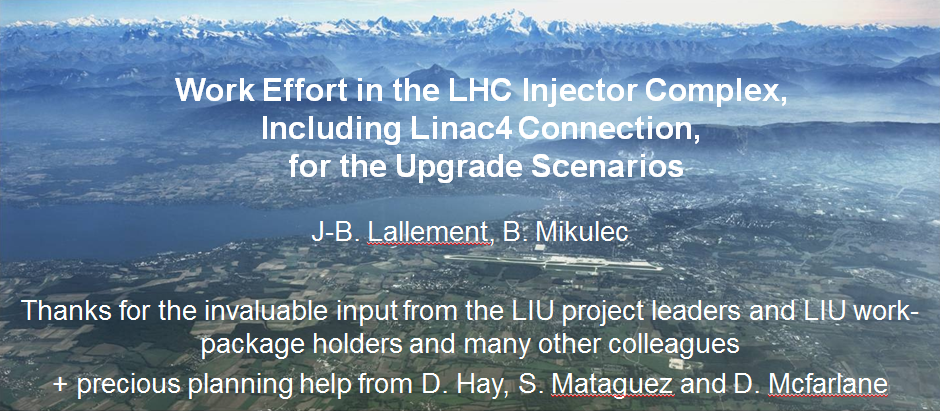 Work Effort in the LHC Injector Complex,
Including Linac4 Connection,
for the Upgrade Scenarios
J-B. Lallement, B. Mikulec
Thanks for the invaluable input from the LIU project leaders and LIU work-
package holders and many other colleagues
+ precious planning help from D. Hay, S. Mataguez and D. Mcfarlane